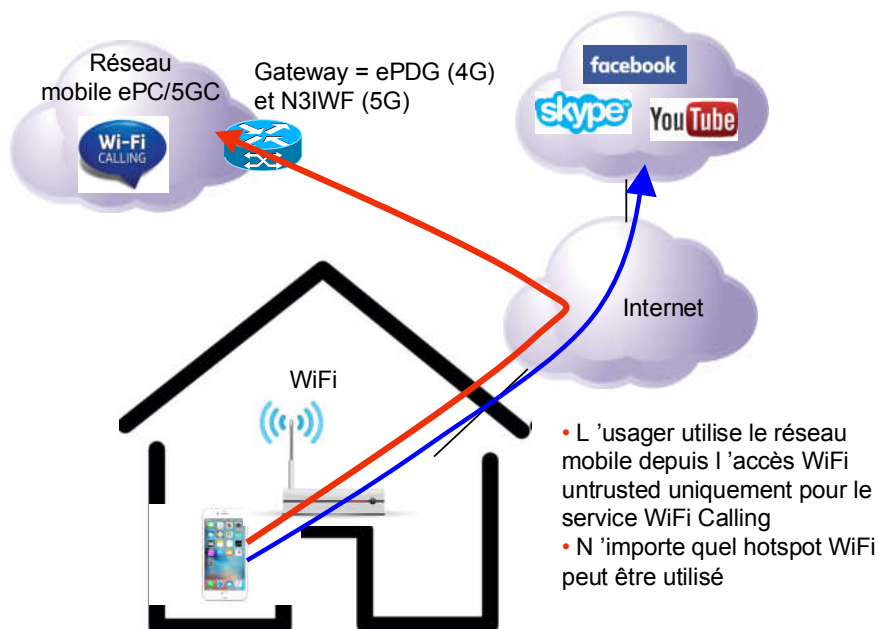 Réseau
mobile ePC/5GC
Wi-Fi
CALLING
Gateway = ePDG (4G)
et N3IWF (5G)
facebook
skype
YouTube
Internet
WiFi
• L 'usager utilise le réseau
mobile depuis l 'accès WiFi
untrusted uniquement pour le
service WiFi Calling
• N 'importe quel hotspot WiFi
peut être utilisé